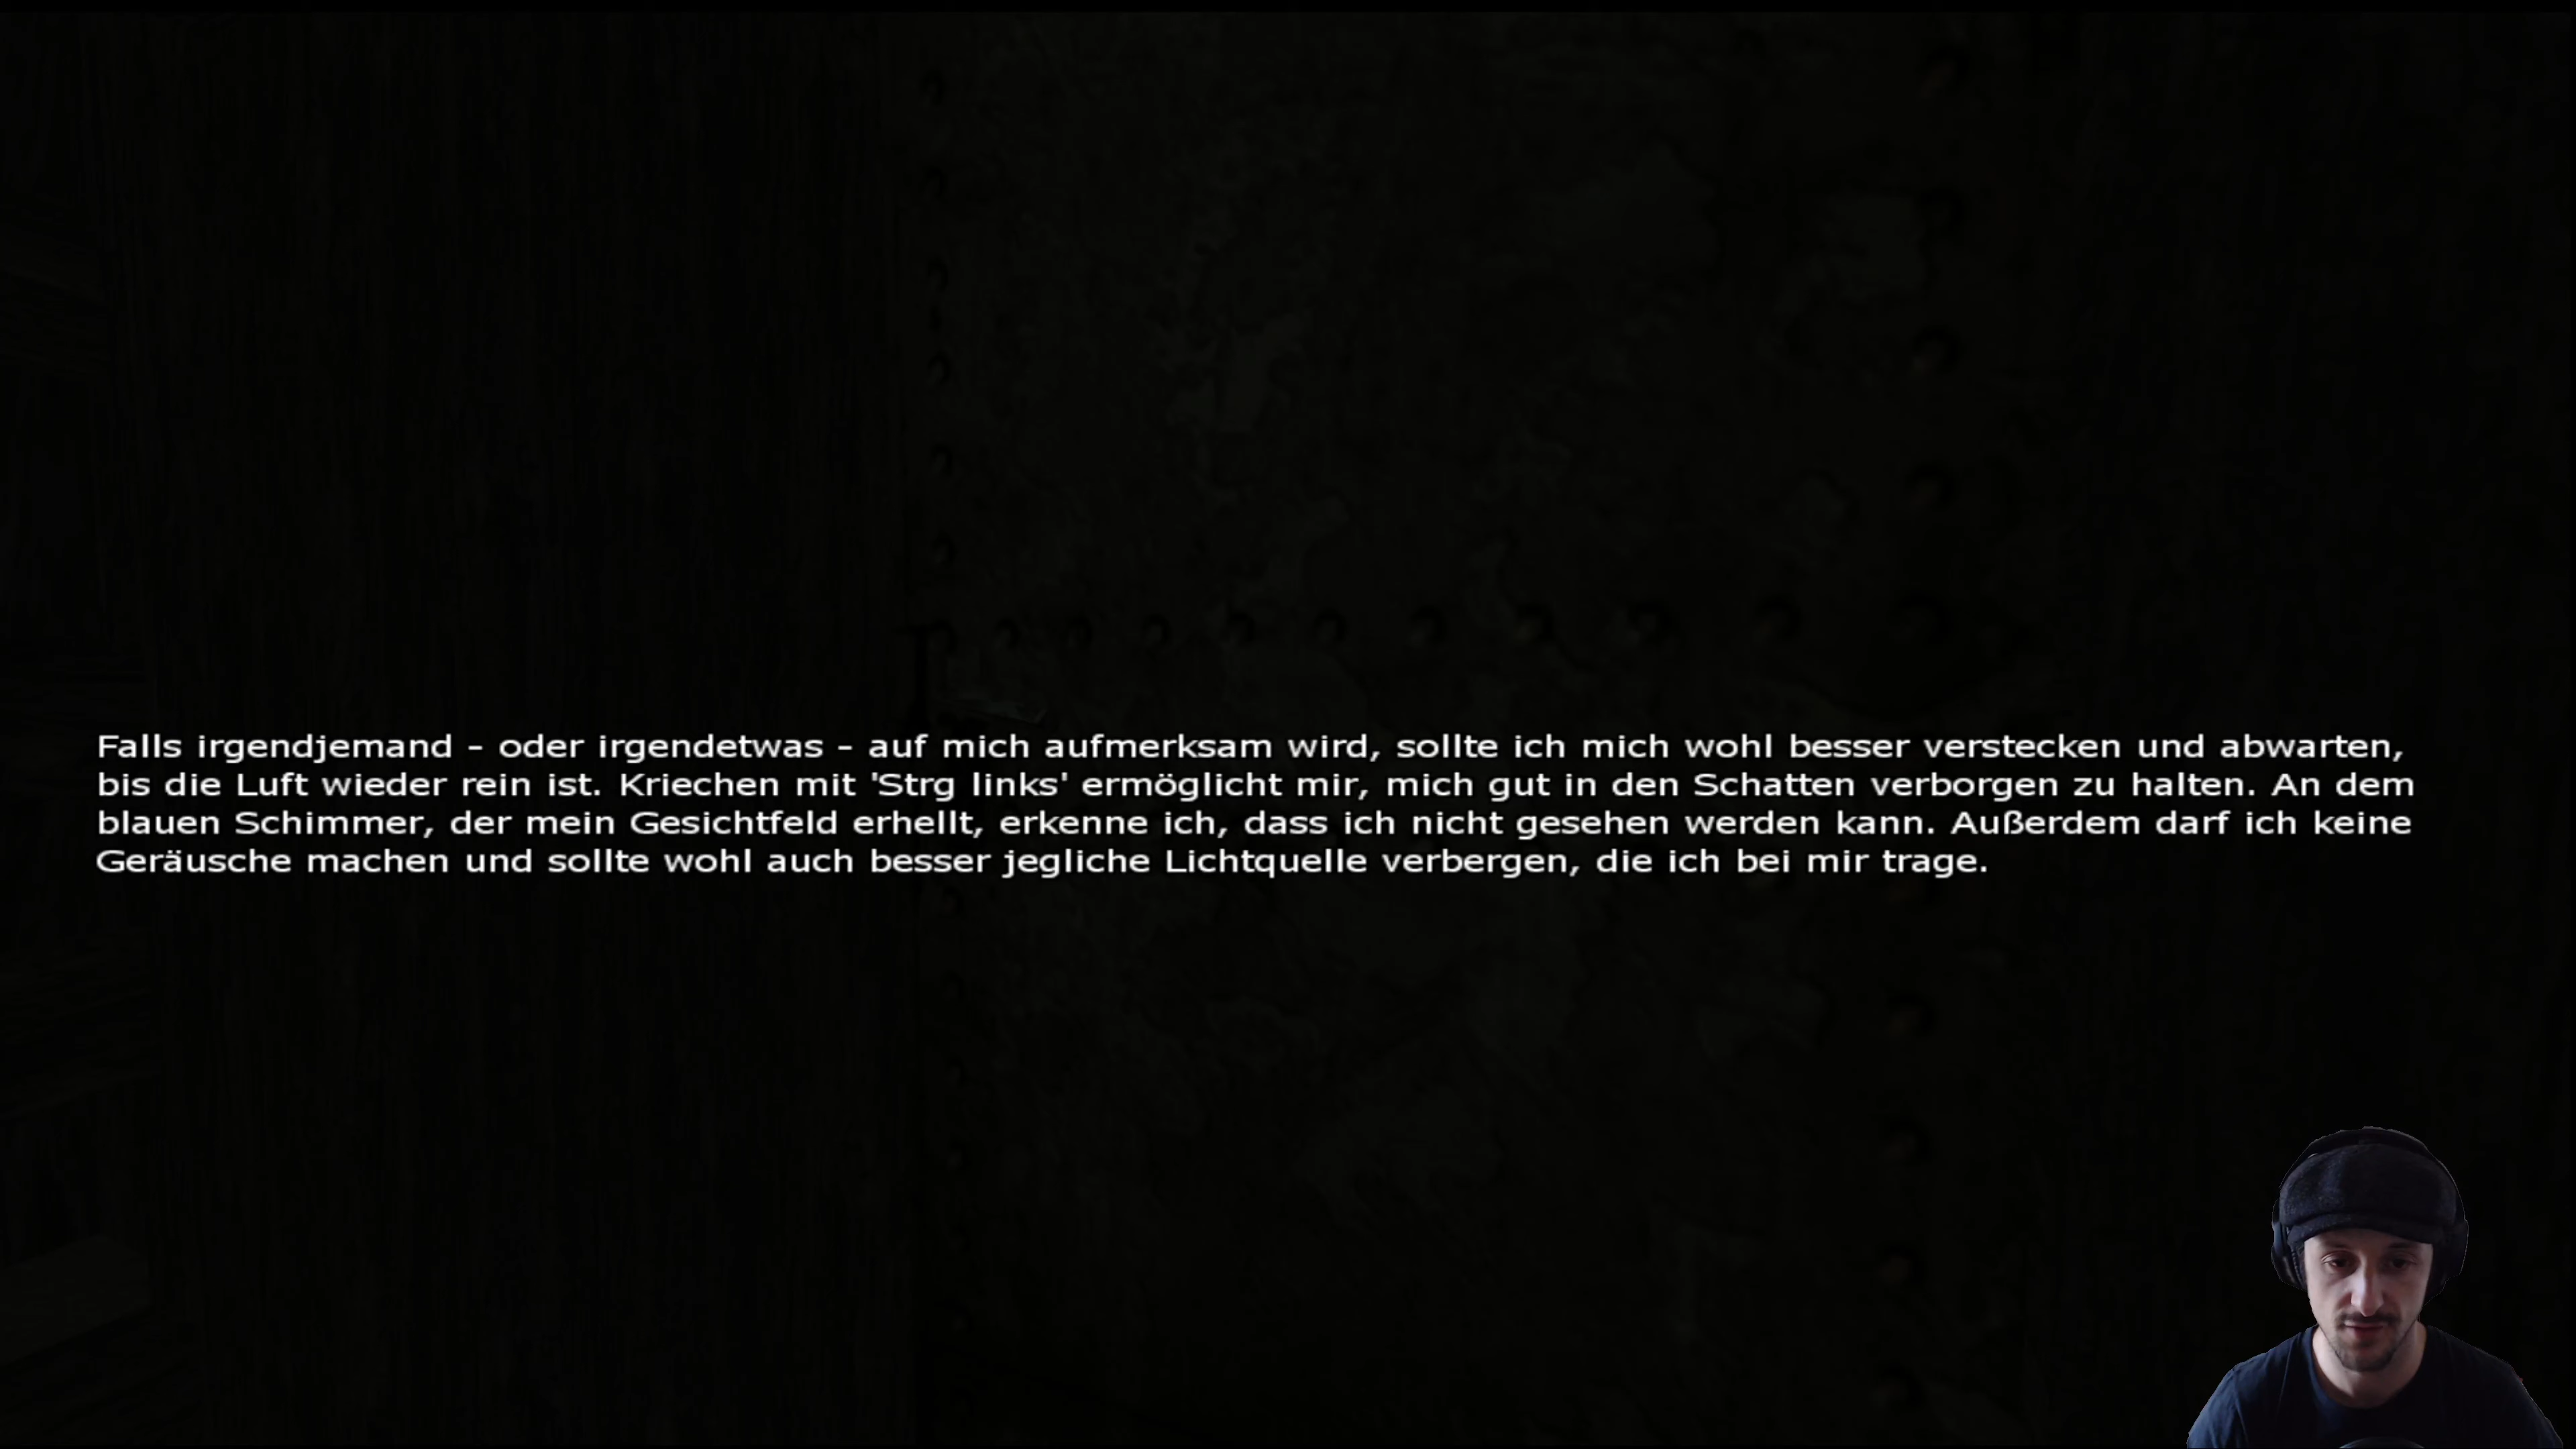 Falls irgendjemand - oder irgendetwas - auf mich aufmerksam wird, sollte ich mich wohl besser verstecken und abwarten,
bis die Luft wieder rein ist. Kriechen mit 'Strg links' ermöglicht mir, mich gut in den Schatten verborgen zu halten. An dem
blauen Schimmer, der mein Gesichtfeld erhellt, erkenne ich, dass ich nicht gesehen werden kann. Außerdem darf ich keine
Geräusche machen und sollte wohl auch besser jegliche Lichtquelle verbergen, die ich bei mir trage.